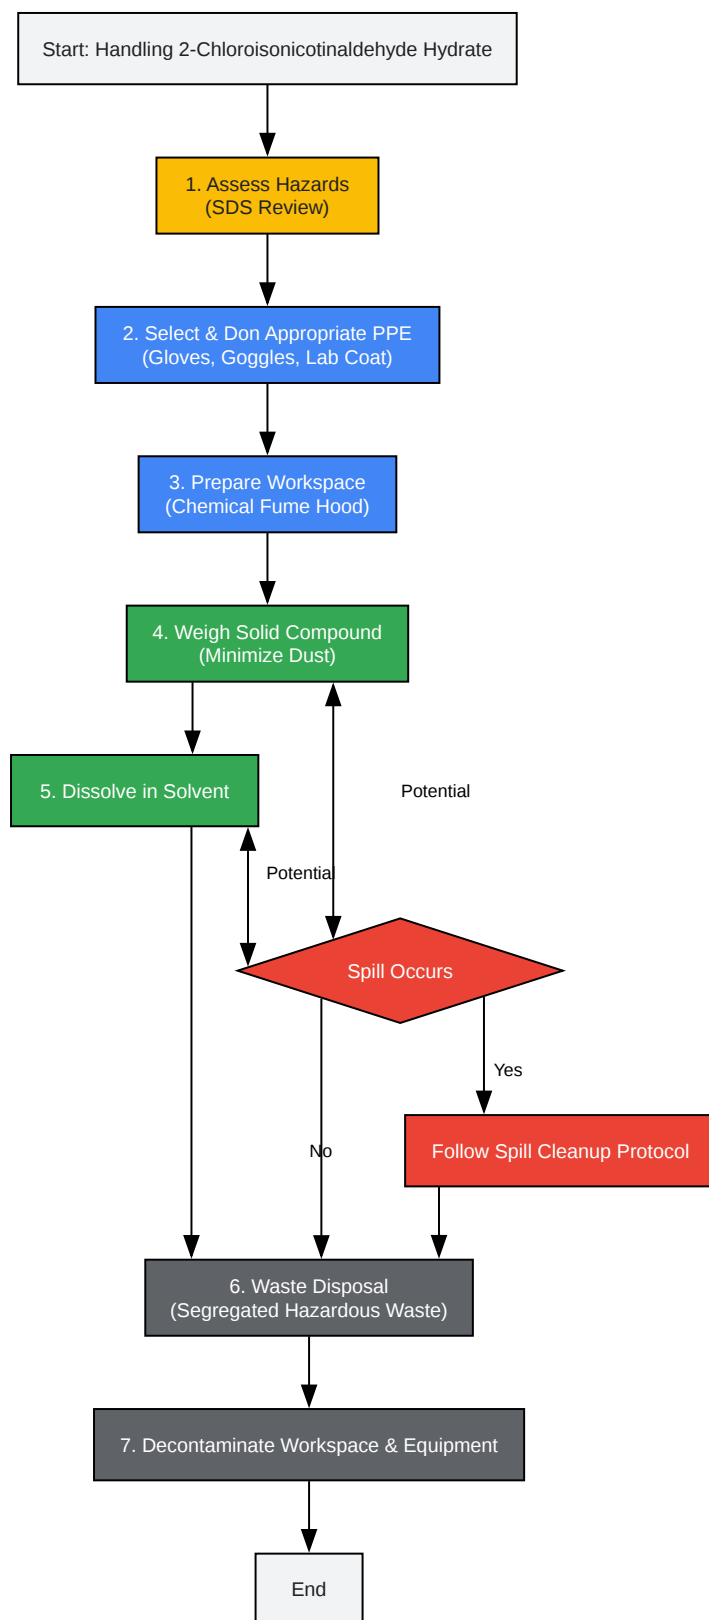 Start: Handling 2-Chloroisonicotinaldehyde Hydrate
1. Assess Hazards
(SDS Review)
2. Select & Don Appropriate PPE
(Gloves, Goggles, Lab Coat)
3. Prepare Workspace
(Chemical Fume Hood)
4. Weigh Solid Compound
(Minimize Dust)
5. Dissolve in Solvent
Potential
Potential
Spill Occurs
Yes
No
Follow Spill Cleanup Protocol
6. Waste Disposal
(Segregated Hazardous Waste)
7. Decontaminate Workspace & Equipment
End